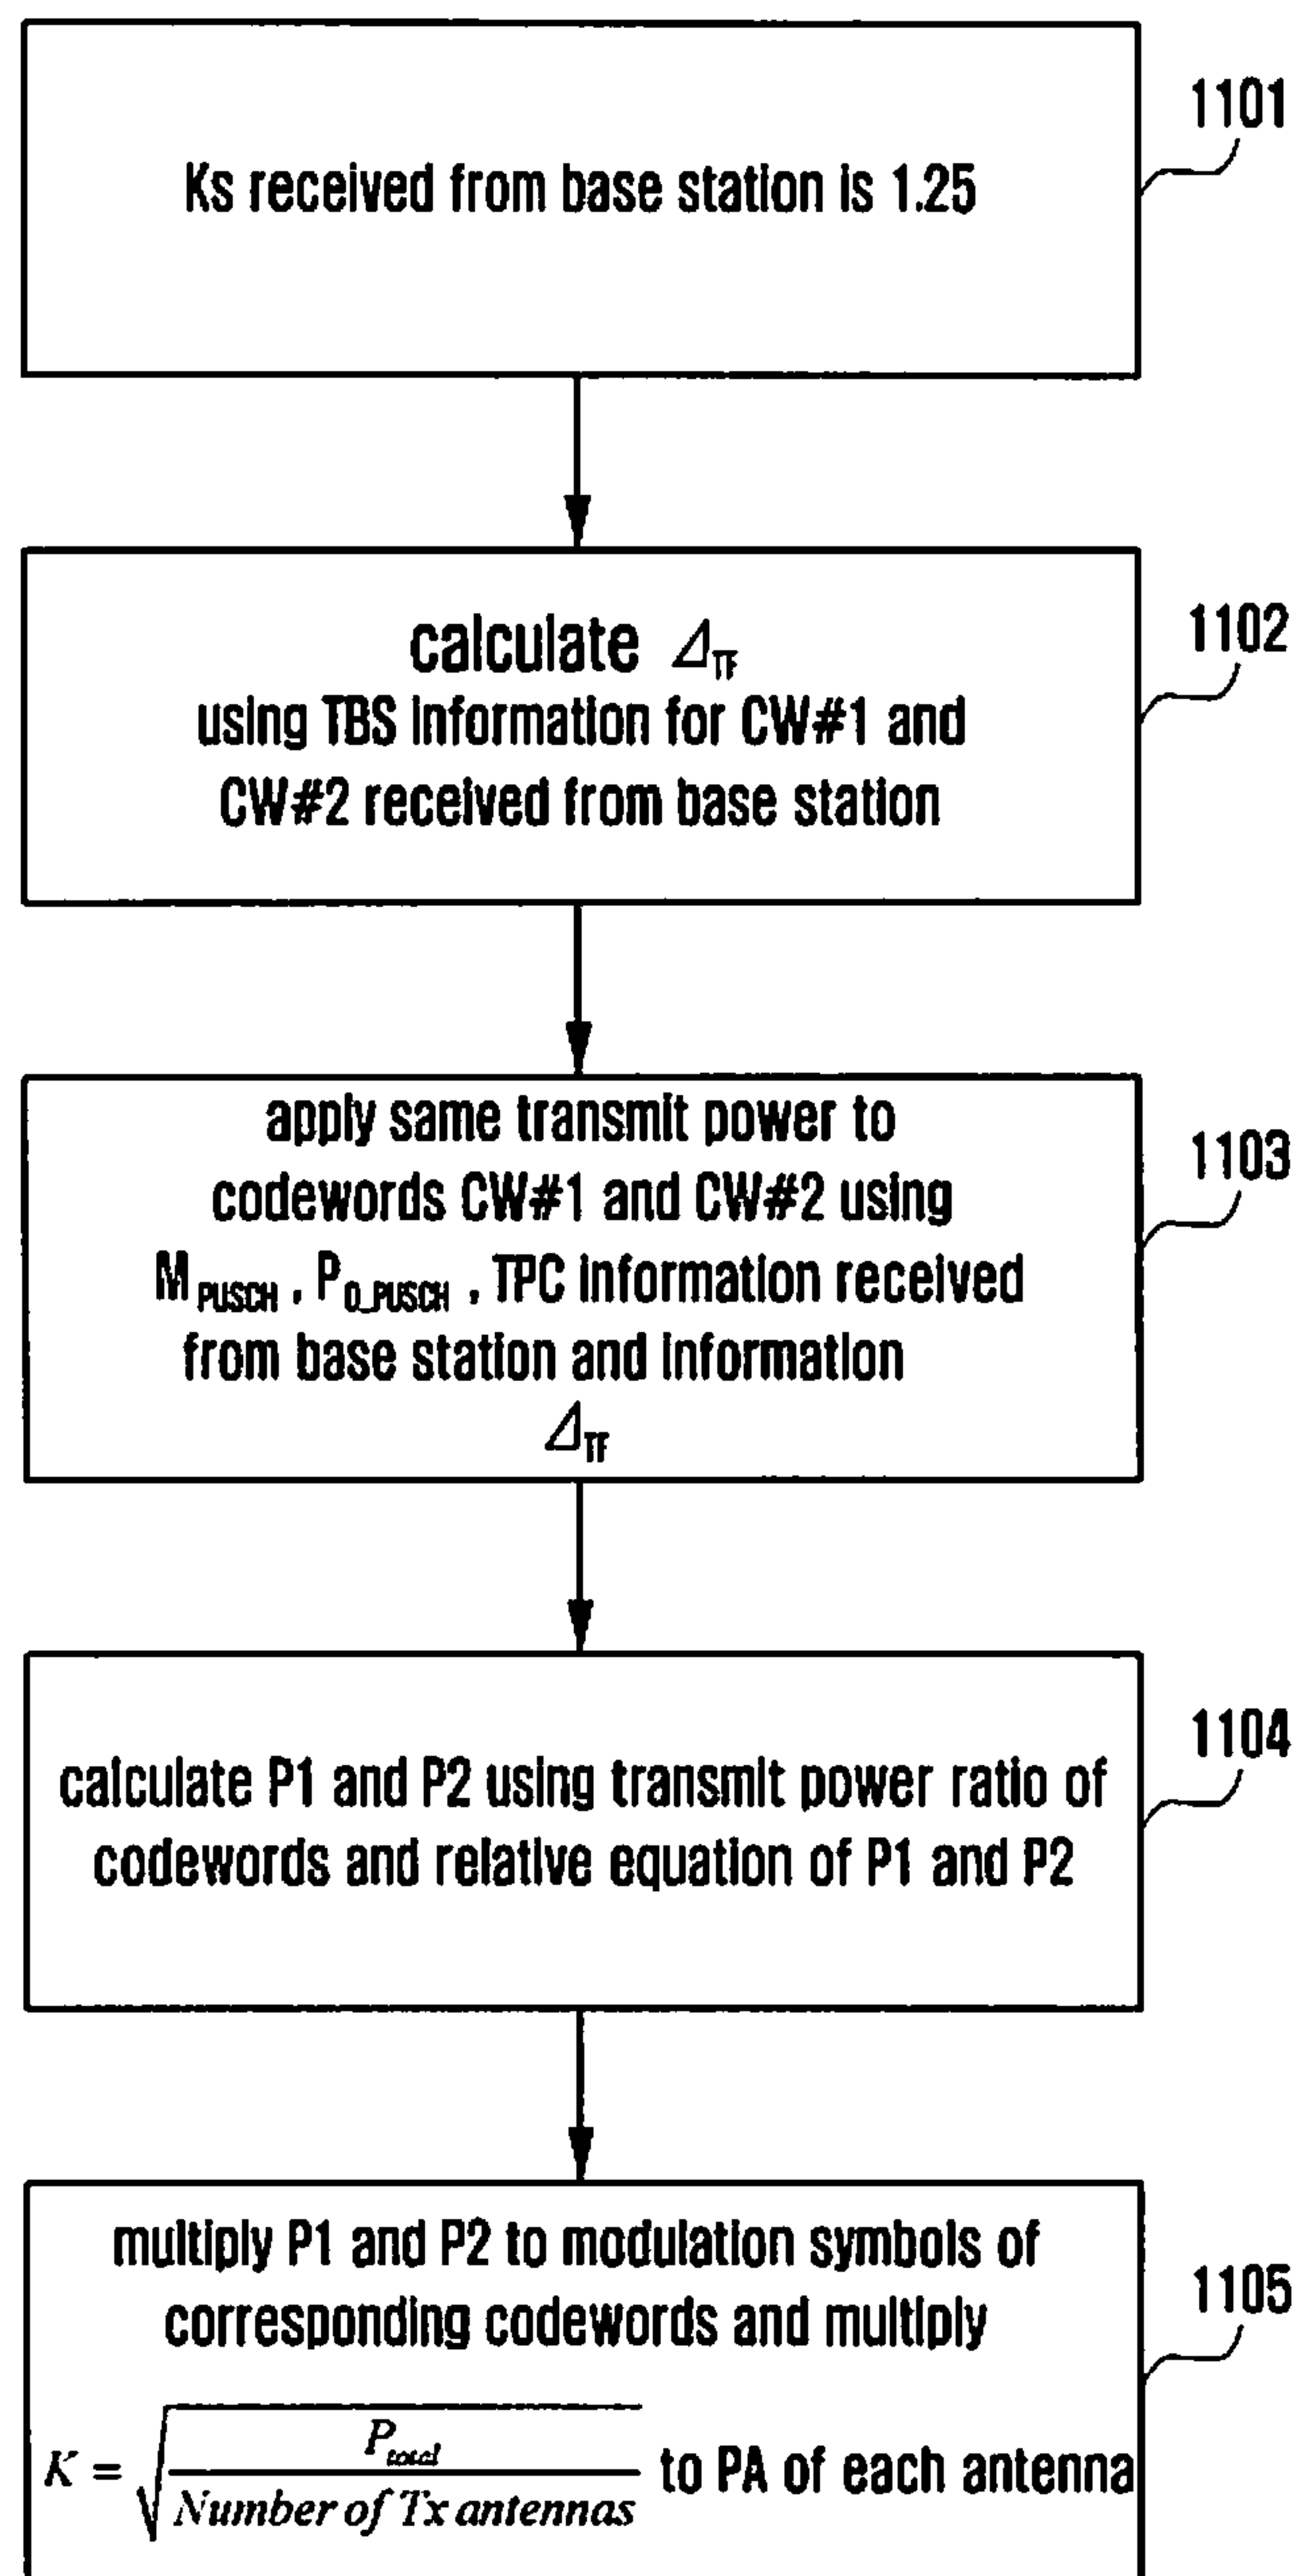 1101
Ks received from base station is 1.25
1102
calculate Δ_TF
using TBS information for CW#1 and
CW#2 received from base station
1103
apply same transmit power to
codewords CW#1 and CW#2 using
M_PUSCH , P_0_PUSCH , TPC information received
from base station and information
Δ_TF
1104
calculate P1 and P2 using transmit power ratio of
codewords and relative equation of P1 and P2
1105
multiply P1 and P2 to modulation symbols of
corresponding codewords and multiply
K = √(P_total / Number of Tx antennas) to PA of each antenna